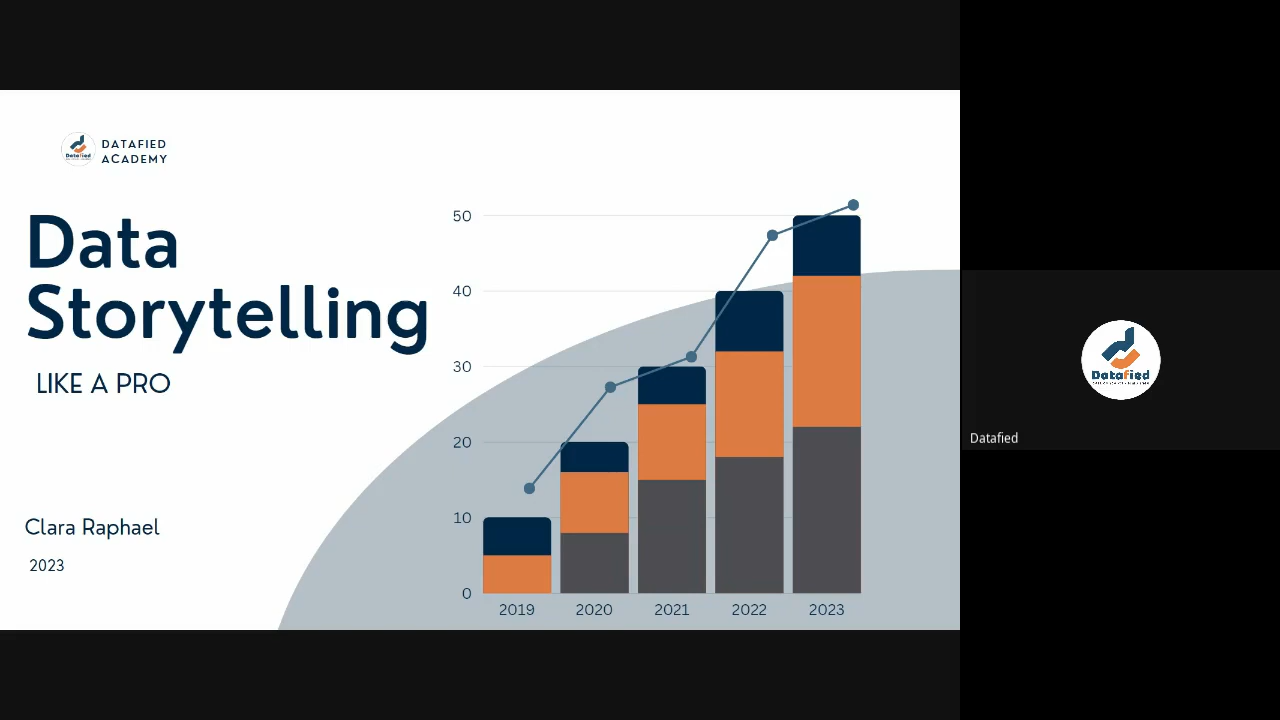 DATAFIED
ACADEMY
Data
Storytelling
LIKE A PRO
Clara Raphael
2023
50
40
30
20
10
0
2019
2020
2021
2022
2023
Datafied
Datafied